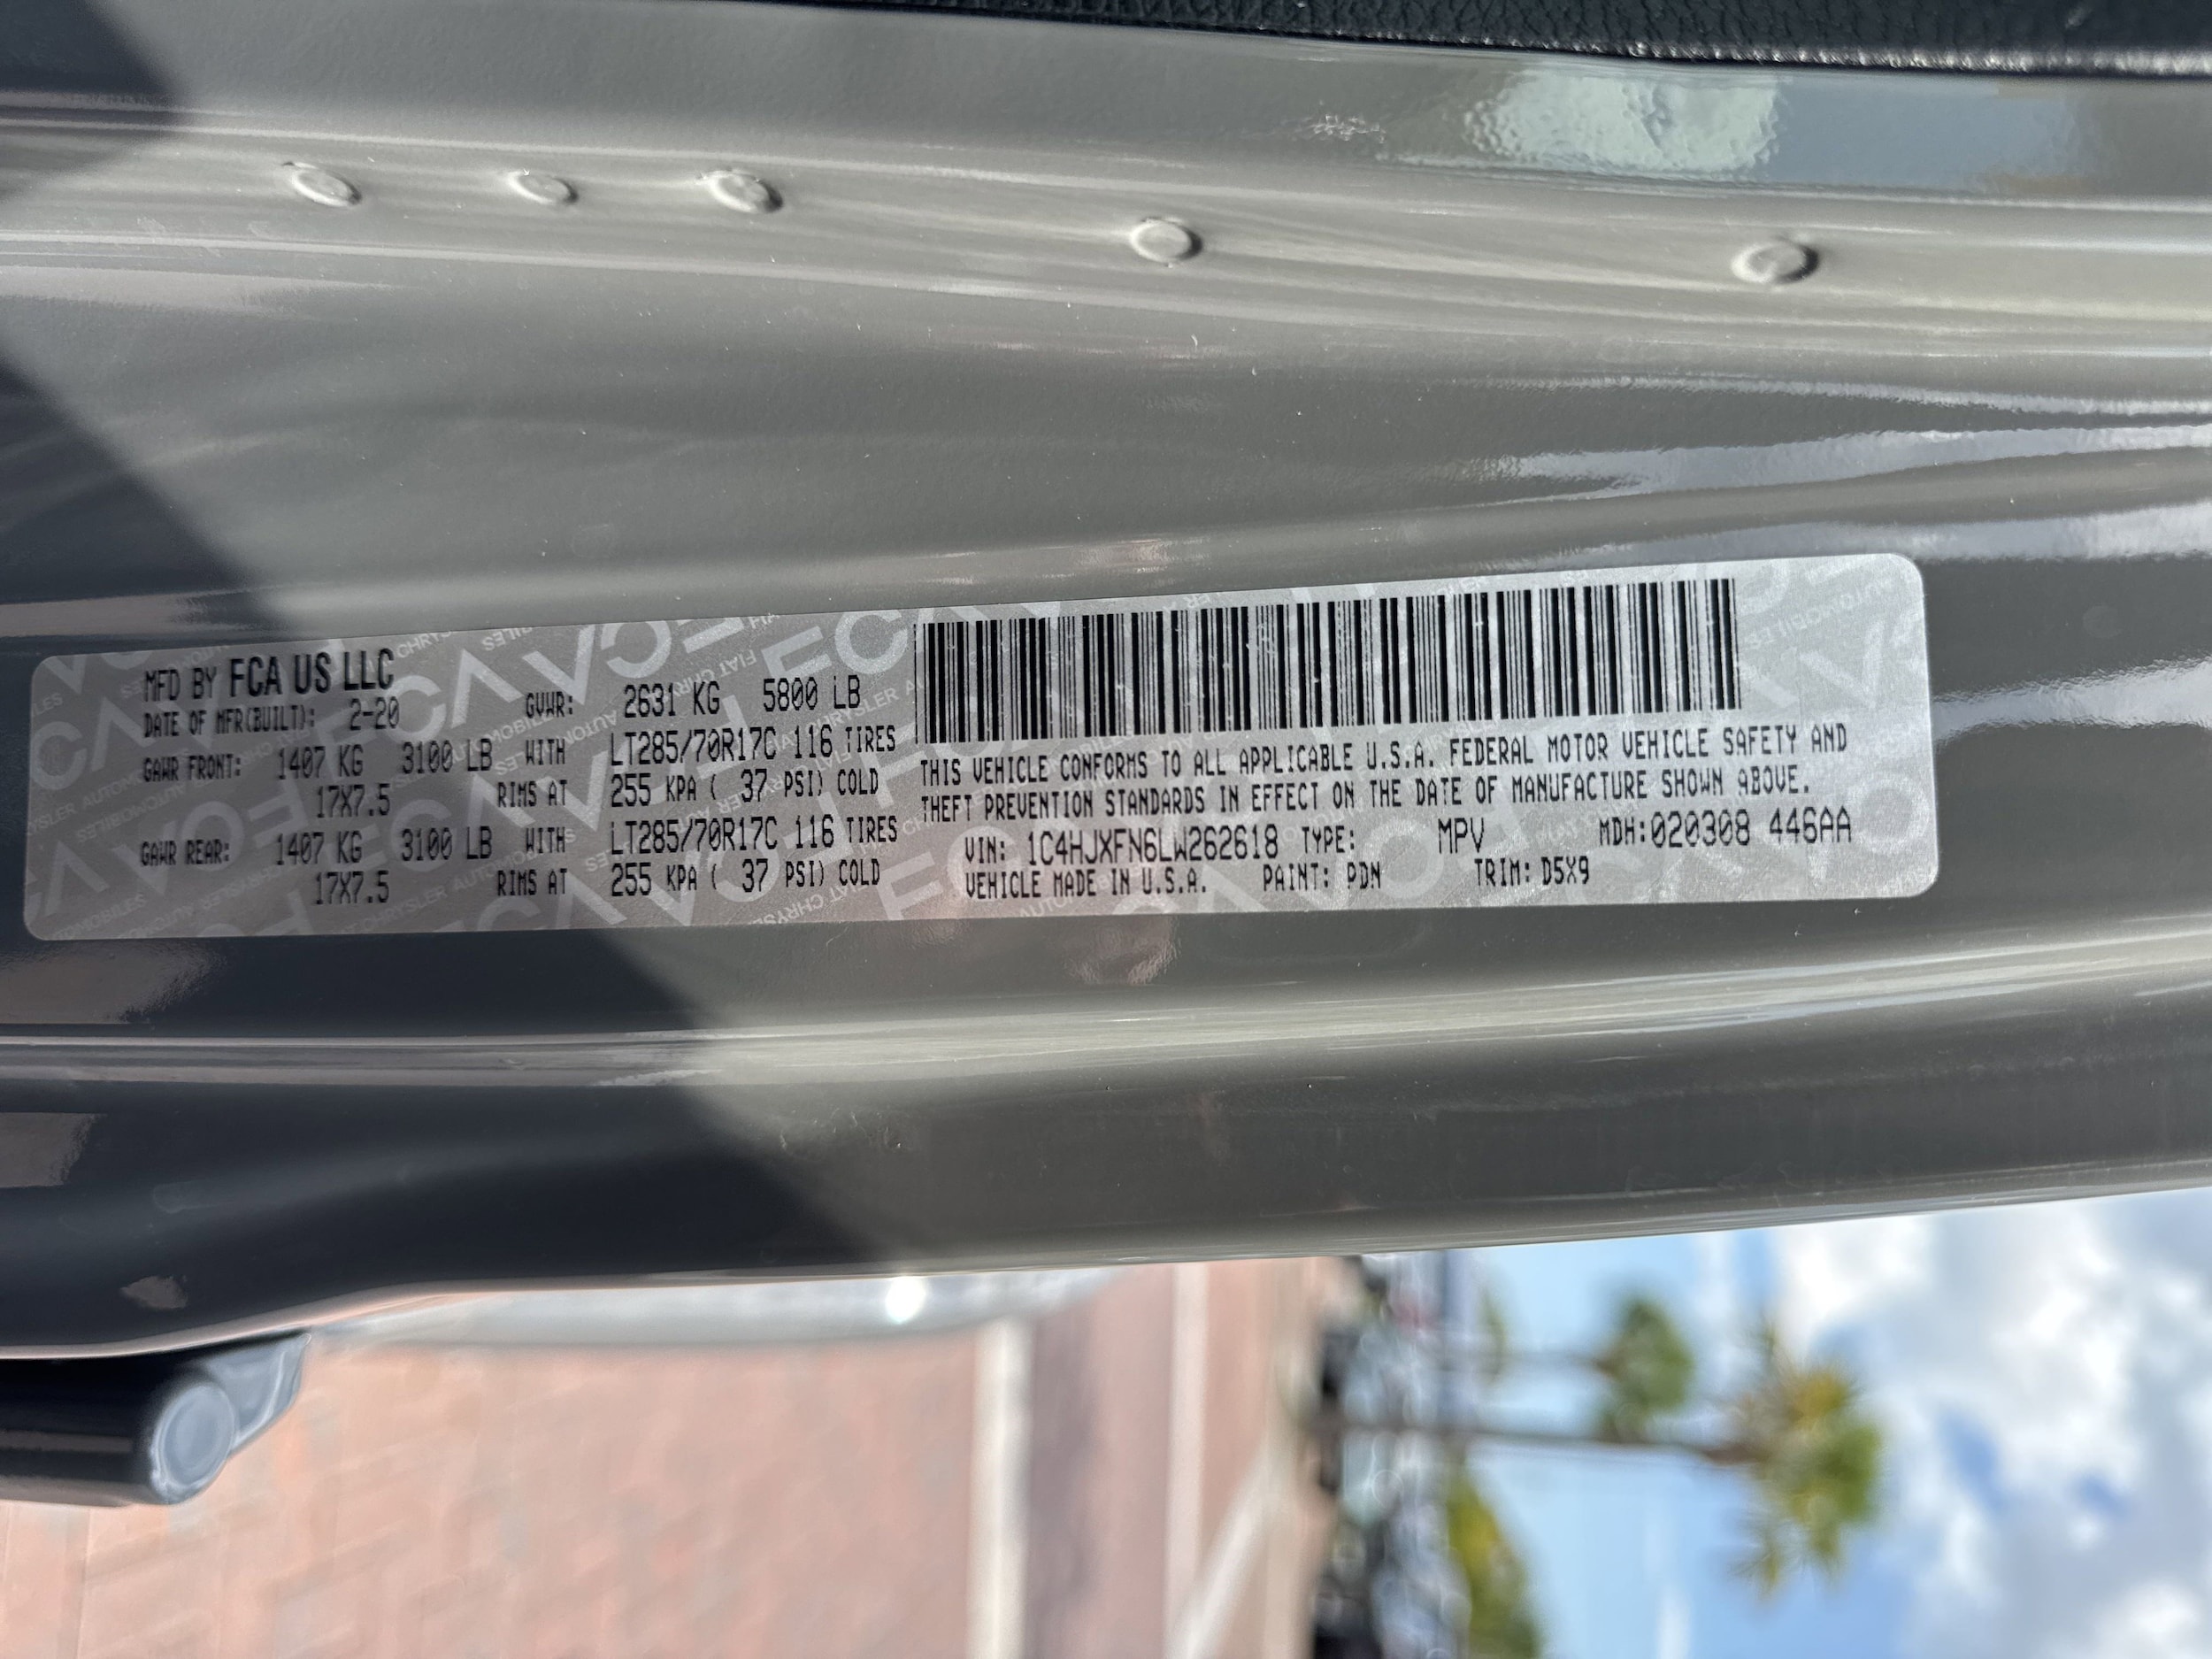 MFD BY FCA US LLC
DATE OF MFR(BUILT): 2-20 GVWR: 2631 KG 5800 LB
GAWR FRONT: 1407 KG 3100 LB WITH LT285/70R17C 116 TIRES
17X7.5 RIMS AT 255 KPA ( 37 PSI) COLD
GAWR REAR: 1407 KG 3100 LB WITH LT285/70R17C 116 TIRES
17X7.5 RIMS AT 255 KPA ( 37 PSI) COLD
THIS VEHICLE CONFORMS TO ALL APPLICABLE U.S.A. FEDERAL MOTOR VEHICLE SAFETY AND
THEFT PREVENTION STANDARDS IN EFFECT ON THE DATE OF MANUFACTURE SHOWN ABOVE.
VIN: 1C4HJXFN6LW262618 TYPE: MPV MDH:020308 446AA
VEHICLE MADE IN U.S.A. PAINT: PDN TRIM: D5X9